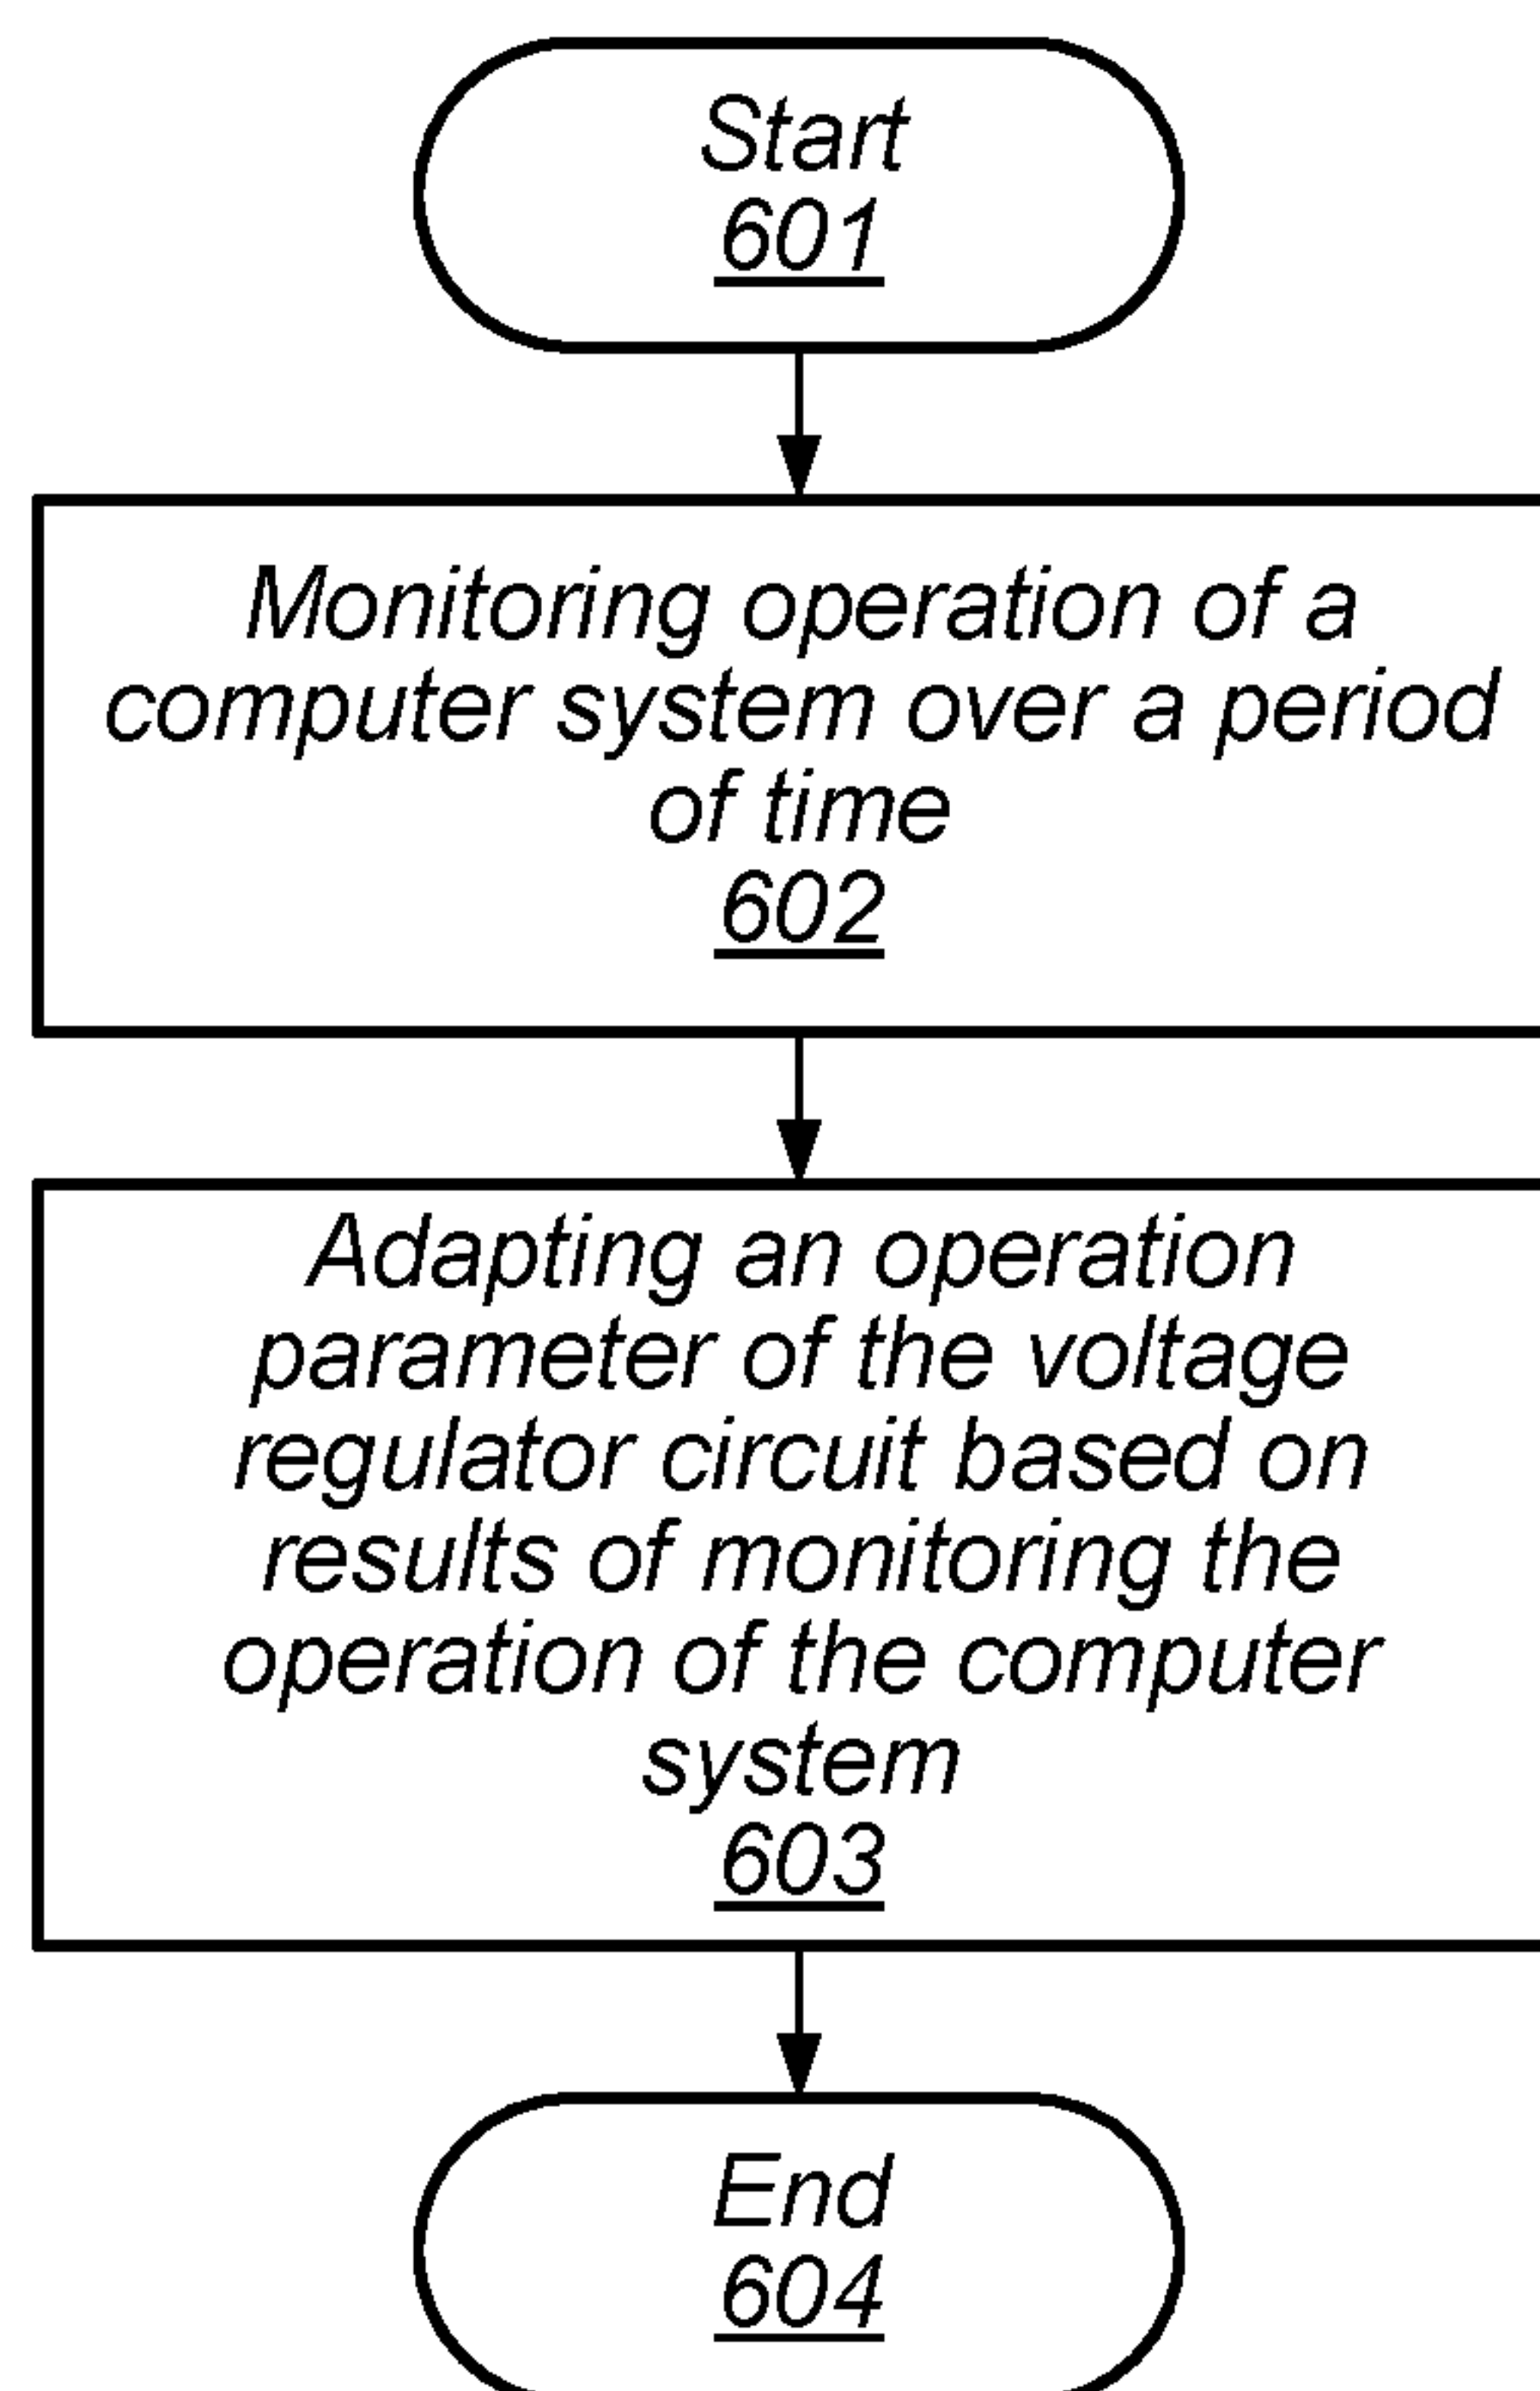 Start
601
Monitoring operation of a
computer system over a period
of time
602
Adapting an operation
parameter of the voltage
regulator circuit based on
results of monitoring the
operation of the computer
system
603
End
604